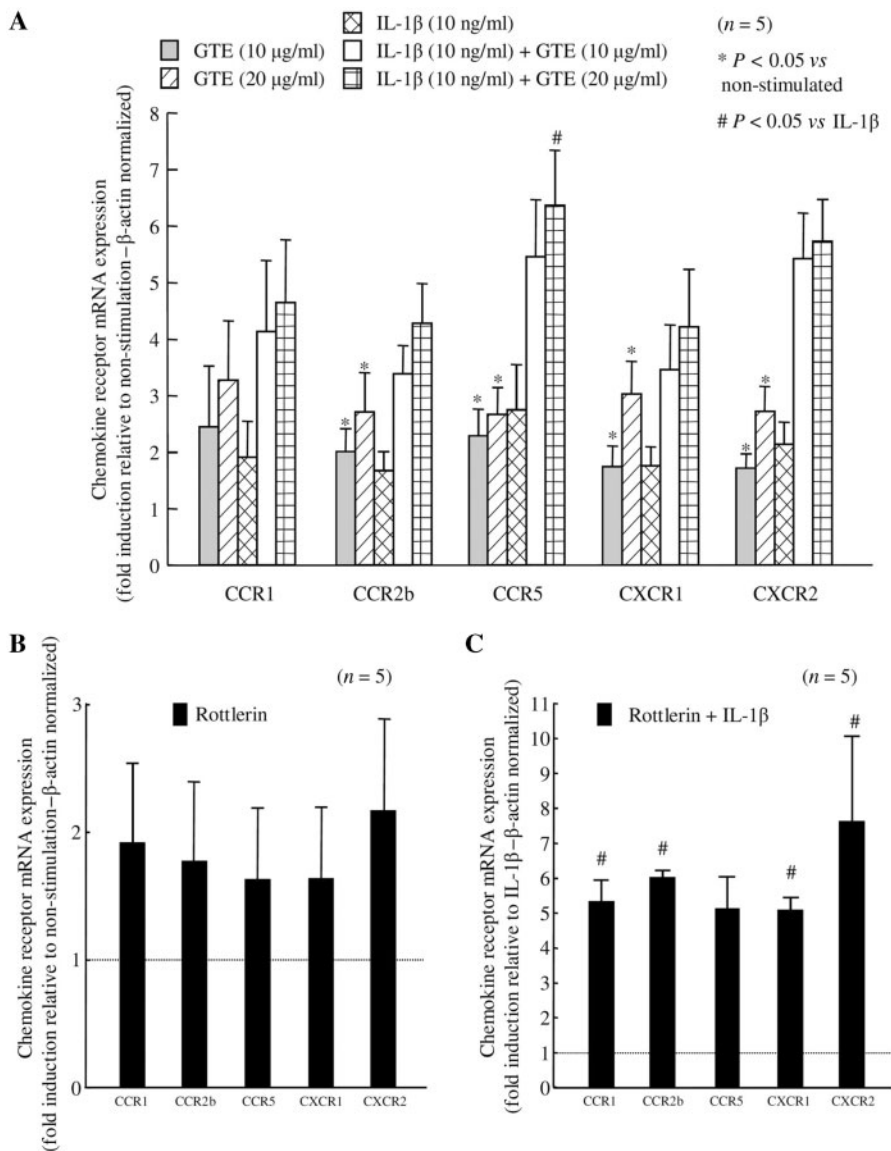 A
GTE (10 μg/ml)
GTE (20 μg/ml)
IL-1β (10 ng/ml)
IL-1β (10 ng/ml) + GTE (10 μg/ml)
IL-1β (10 ng/ml) + GTE (20 μg/ml)
(n = 5)
* P < 0.05 vs
non-stimulated
# P < 0.05 vs IL-1β
Chemokine receptor mRNA expression
(fold induction relative to non-stimulation–β-actin normalized)
8
7
6
5
4
3
2
1
0
* * * * * # * * * *
CCR1 CCR2b CCR5 CXCR1 CXCR2
B
(n = 5)
Rottlerin
Chemokine receptor mRNA expression
(fold induction relative to non-stimulation–β-actin normalized)
3
2
1
0
CCR1 CCR2b CCR5 CXCR1 CXCR2
C
(n = 5)
Rottlerin + IL-1β
Chemokine receptor mRNA expression
(fold induction relative to IL-1β–β-actin normalized)
11
10
9
8
7
6
5
4
3
2
1
0
# # # #
CCR1 CCR2b CCR5 CXCR1 CXCR2